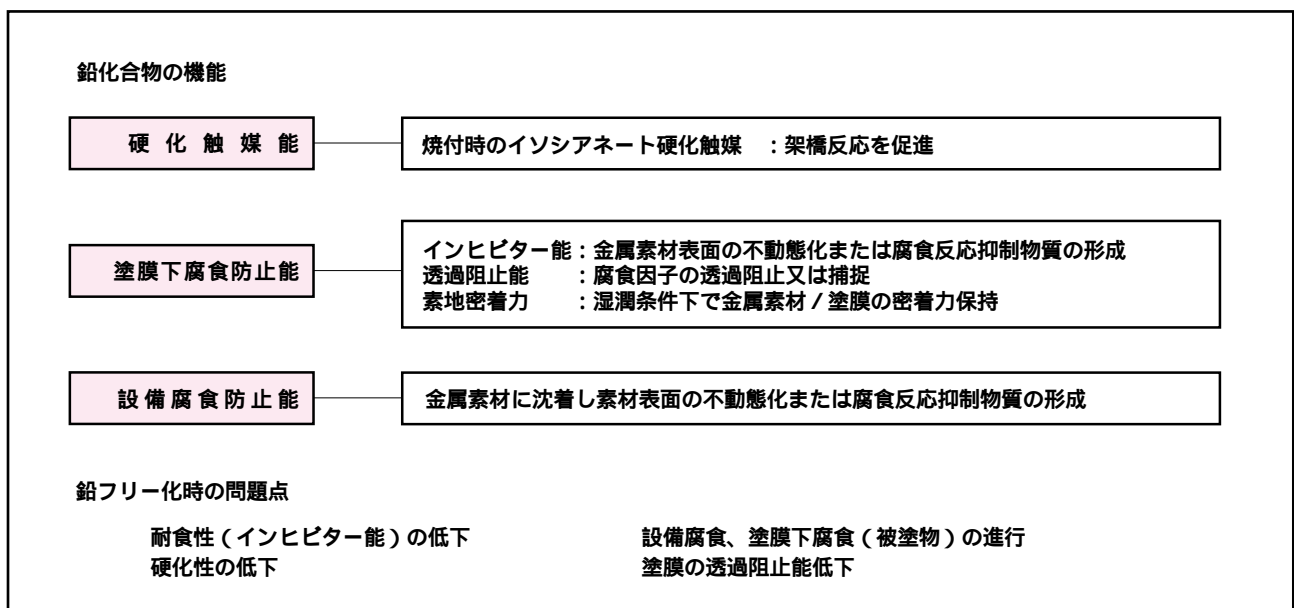 鉛化合物の機能
硬化触媒能
焼付時のイソシアネート硬化触媒 ：架橋反応を促進
塗膜下腐食防止能
インヒビター能：金属素材表面の不動態化または腐食反応抑制物質の形成
透過阻止能 ：腐食因子の透過阻止又は捕捉
素地密着力 ：湿潤条件下で金属素材／塗膜の密着力保持
設備腐食防止能
金属素材に沈着し素材表面の不動態化または腐食反応抑制物質の形成
鉛フリー化時の問題点
耐食性（インヒビター能）の低下
硬化性の低下
設備腐食、塗膜下腐食（被塗物）の進行
塗膜の透過阻止能低下